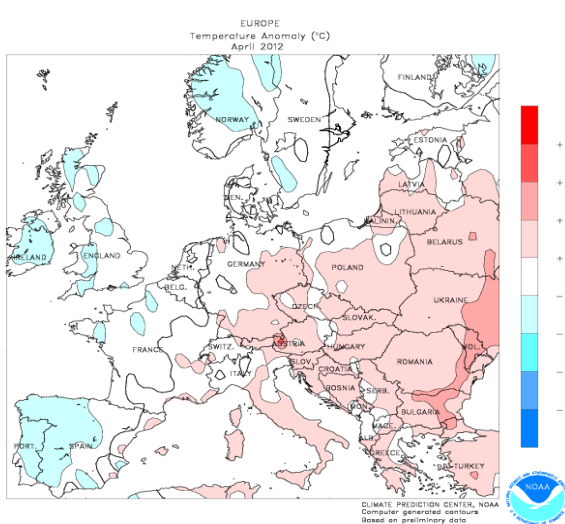 EUROPE
Temperature Anomaly (°C)
April 2012
FINLAND
NORWAY
SWEDEN
ESTONIA
LATVIA
DEN.
LITHUANIA
KALININ.
BELARUS
IRELAND
ENGLAND
NETH.
GERMANY
POLAND
BELG.
UKRAINE
CZECH
SLOVAK.
FRANCE
SWITZ.
AUSTRIA
HUNGARY
MOL.
SLOV.
ROMANIA
ITALY
CROATIA
BOSNIA
SERB.
MON.
BULGARIA
MACE.
ALB.
PORT.
SPAIN
GREECE
TURKEY
+
+
+
+
-
-
-
-
NOAA
CLIMATE PREDICTION CENTER, NOAA
Computer generated contours
Based on preliminary data